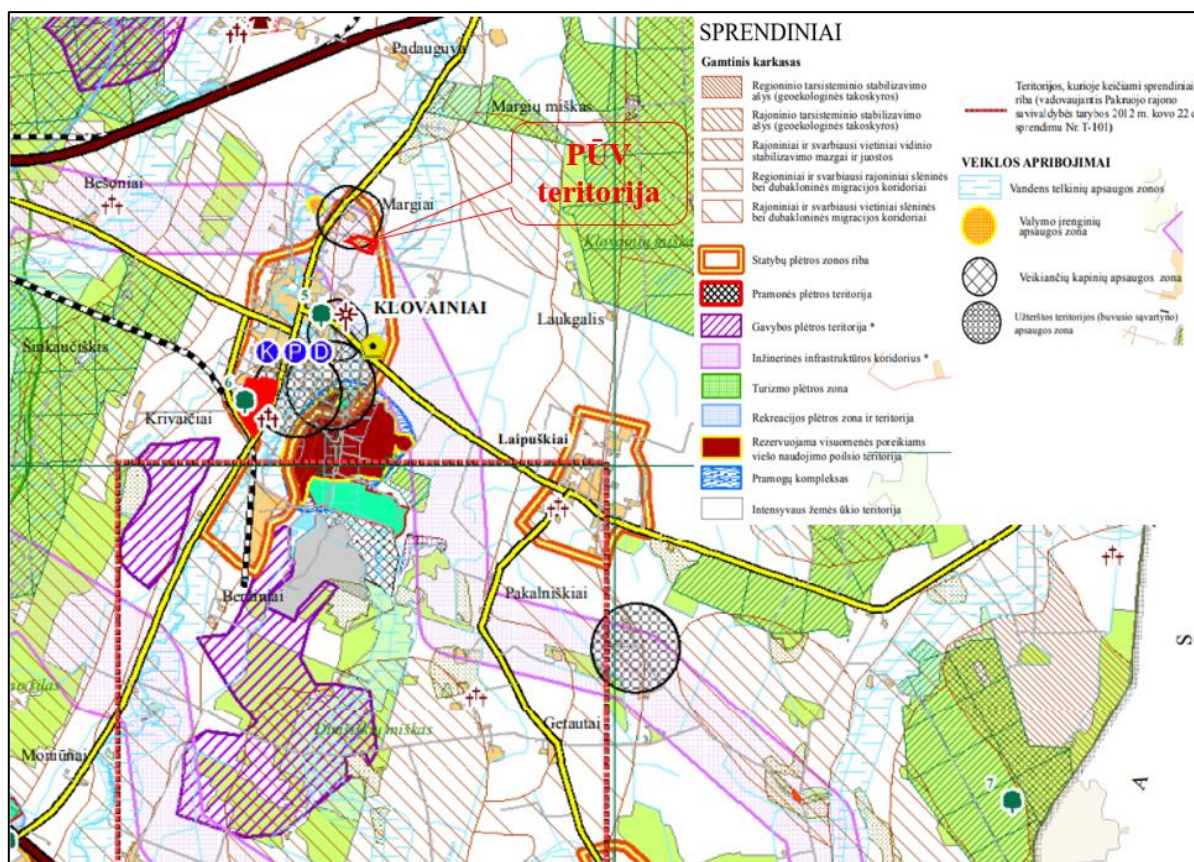 Padauguva
Margių miškas
PŪV
teritorija
Bešoniai
Margiai
Klovainių miškas
5
KLOVAINIAI
Laukgalis
K P D
6
Krivaičiai
Laipuškiai
Pakalniškiai
Getautai
7
S
A
SPRENDINIAI
Gamtinis karkasas
Regioninio tarsisteminio stabilizavimo
ašys (geoekologinės takoskyros)
Rajoninio tarsisteminio stabilizavimo
ašys (geoekologinės takoskyros)
Rajoniniai ir svarbiausi vietiniai vidinio
stabilizavimo mazgai ir juostos
Regioniniai ir svarbiausi rajoniniai slėninės
bei dubakloninės migracijos koridoriai
Rajoniniai ir svarbiausi vietiniai slėninės
bei dubakloninės migracijos koridoriai
Statybų plėtros zonos riba
Pramonės plėtros teritorija
Gavybos plėtros teritorija *
Inžinerinės infrastruktūros koridorius *
Turizmo plėtros zona
Rekreacijos plėtros zona ir teritorija
Rezervuojama visuomenės poreikiams
viešo naudojimo poilsio teritorija
Pramogų kompleksas
Intensyvaus žemės ūkio teritorija
Teritorijos, kurioje keičiami sprendiniai
riba (vadovaujantis Pakruojo rajono
savivaldybės tarybos 2012 m. kovo 22 d
sprendimu Nr. T-101)
VEIKLOS APRIBOJIMAI
Vandens telkinių apsaugos zonos
Valymo įrenginių
apsaugos zona
Veikiančių kapinių apsaugos zona
Užterštos teritorijos (buvusio sąvartyno)
apsaugos zona